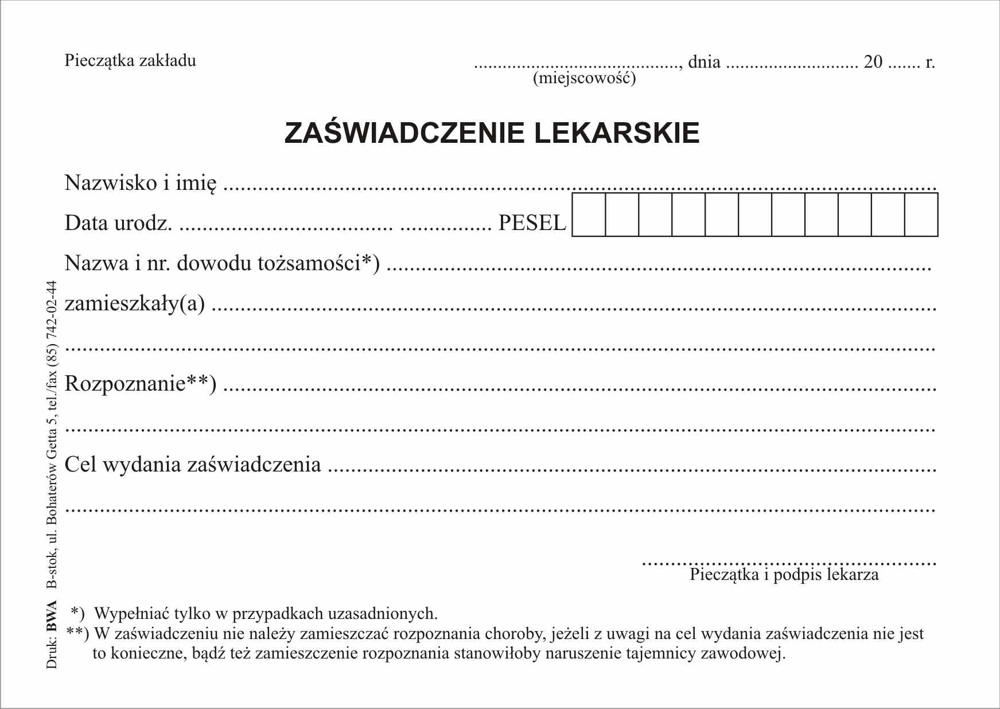 Pieczątka zakładu
..........................................., dnia ............................ 20 ....... r.
(miejscowość)
ZAŚWIADCZENIE LEKARSKIE
Nazwisko i imię ............................................................................................................................
Data urodz. ..................................... ................ PESEL
Nazwa i nr. dowodu tożsamości*) ..............................................................................................
zamieszkały(a) .............................................................................................................................
......................................................................................................................................................
Rozpoznanie**) ...........................................................................................................................
......................................................................................................................................................
Cel wydania zaświadczenia .........................................................................................................
......................................................................................................................................................
...................................................
Pieczątka i podpis lekarza
*) Wypełniać tylko w przypadkach uzasadnionych.
**) W zaświadczeniu nie należy zamieszczać rozpoznania choroby, jeżeli z uwagi na cel wydania zaświadczenia nie jest
to konieczne, bądź też zamieszczenie rozpoznania stanowiłoby naruszenie tajemnicy zawodowej.
Druk: BWA B-stok, ul. Bohaterów Getta 5, tel./fax (85) 742-02-44